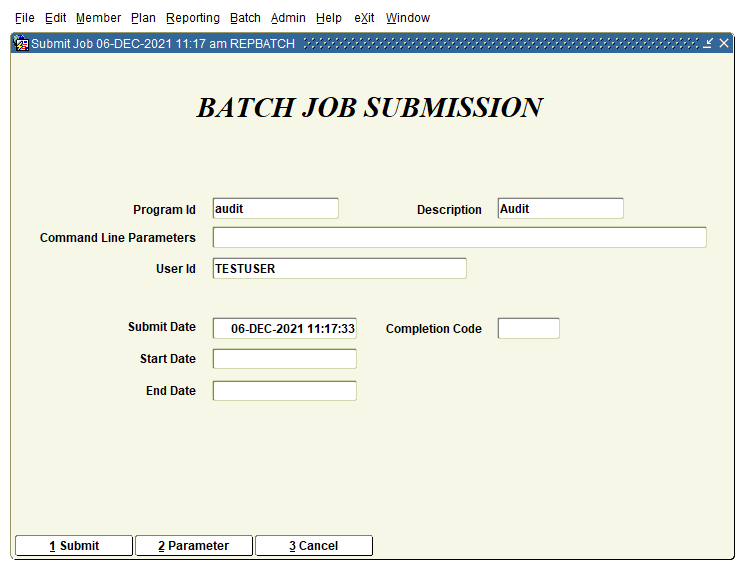 File Edit Member Plan Reporting Batch Admin Help eXit Window
Submit Job 06-DEC-2021 11:17 am REPBATCH
BATCH JOB SUBMISSION
Program Id audit Description Audit
Command Line Parameters
User Id TESTUSER
Submit Date 06-DEC-2021 11:17:33 Completion Code
Start Date
End Date
1 Submit 2 Parameter 3 Cancel